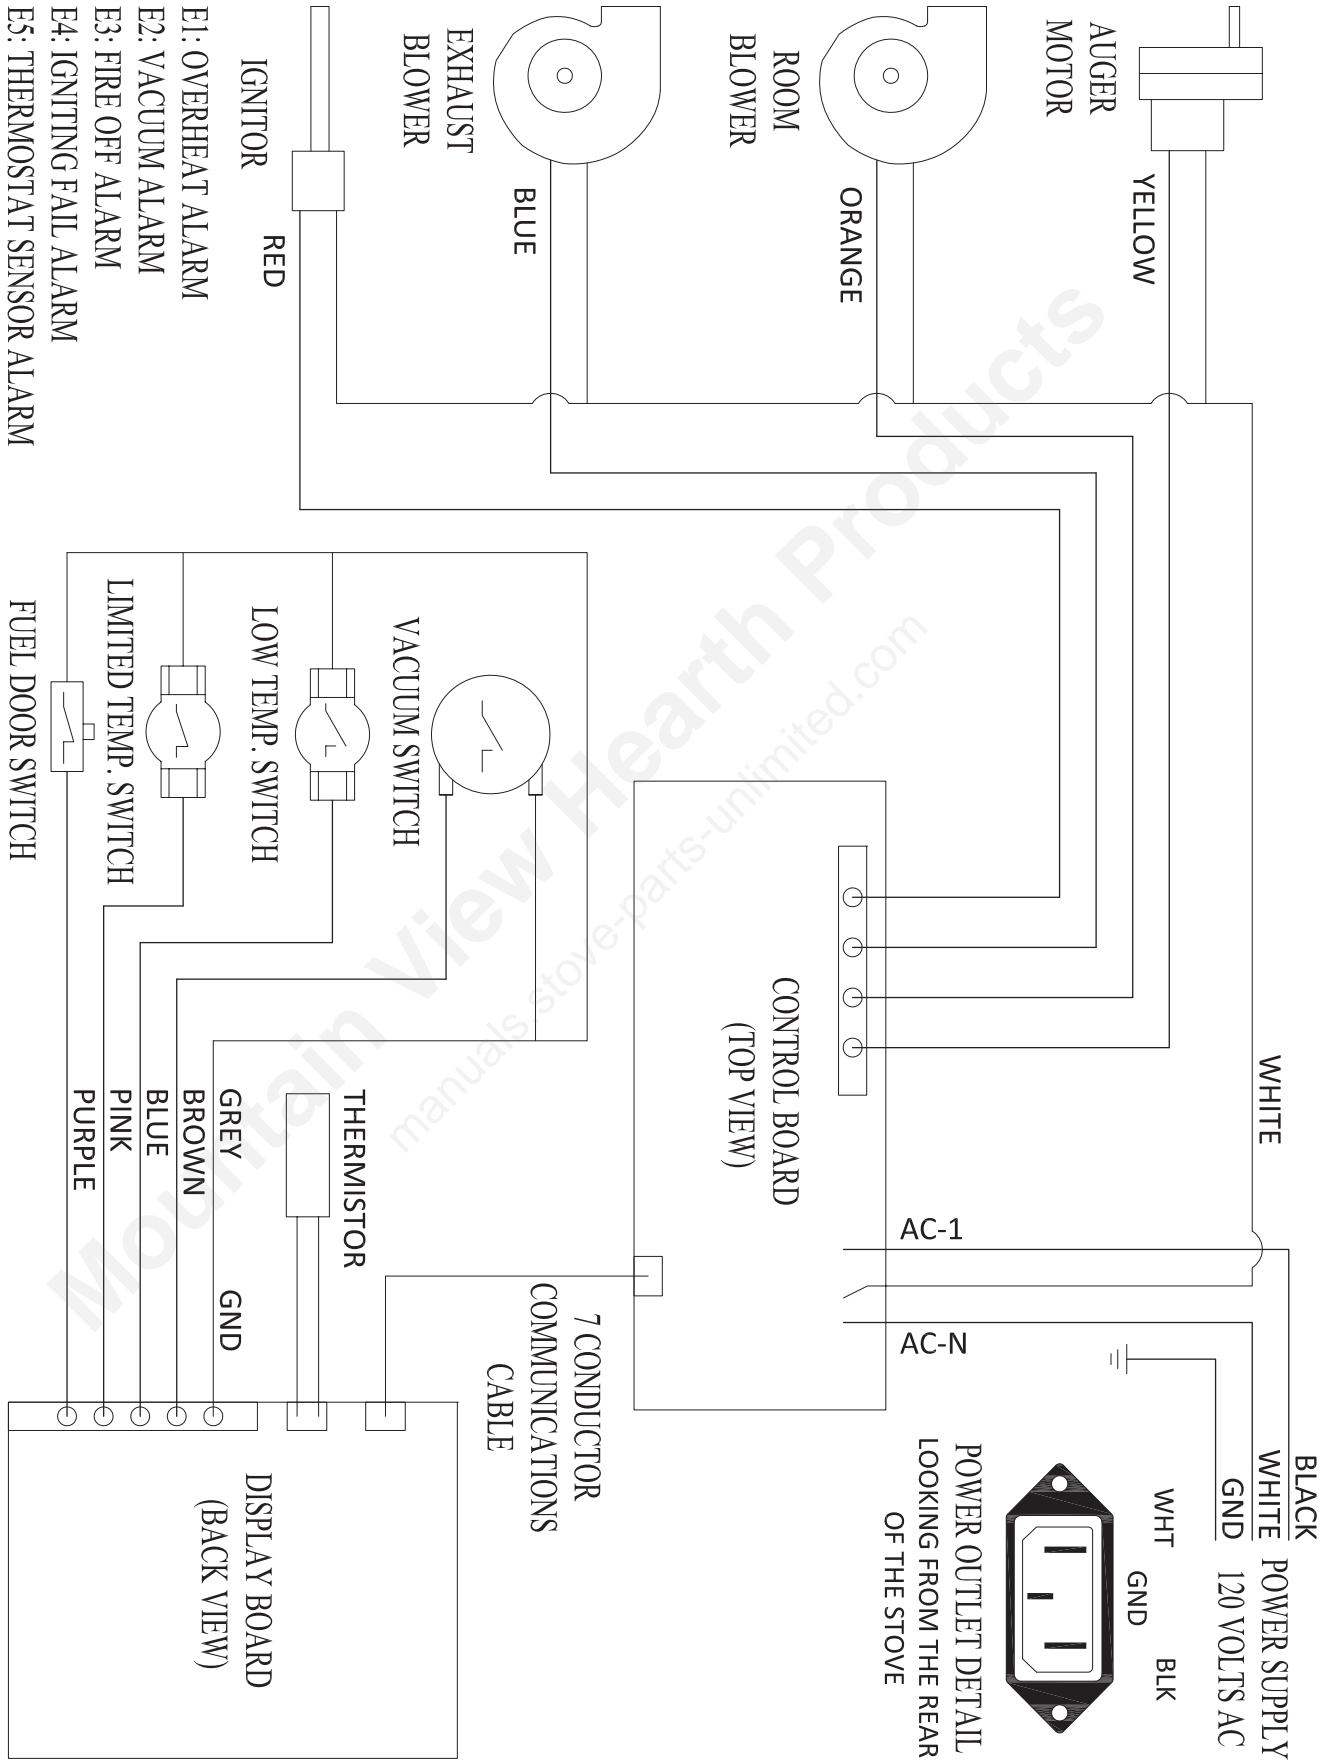 AUGER
MOTOR
YELLOW
ROOM
BLOWER
ORANGE
EXHAUST
BLOWER
BLUE
IGNITOR
RED
E1: OVERHEAT ALARM
E2: VACUUM ALARM
E3: FIRE OFF ALARM
E4: IGNITING FAIL ALARM
E5: THERMOSTAT SENSOR ALARM
WHITE
CONTROL BOARD
(TOP VIEW)
AC-1
AC-N
VACUUM SWITCH
LOW TEMP. SWITCH
LIMITED TEMP. SWITCH
FUEL DOOR SWITCH
THERMISTOR
GREY
BROWN
BLUE
PINK
PURPLE
GND
7 CONDUCTOR
COMMUNICATIONS
CABLE
BLACK
WHITE
GND
POWER SUPPLY
120 VOLTS AC
WHT
GND
BLK
POWER OUTLET DETAIL
LOOKING FROM THE REAR
OF THE STOVE
DISPLAY BOARD
(BACK VIEW)
Mountain View Hearth Products
manuals.stove-parts-unlimited.com